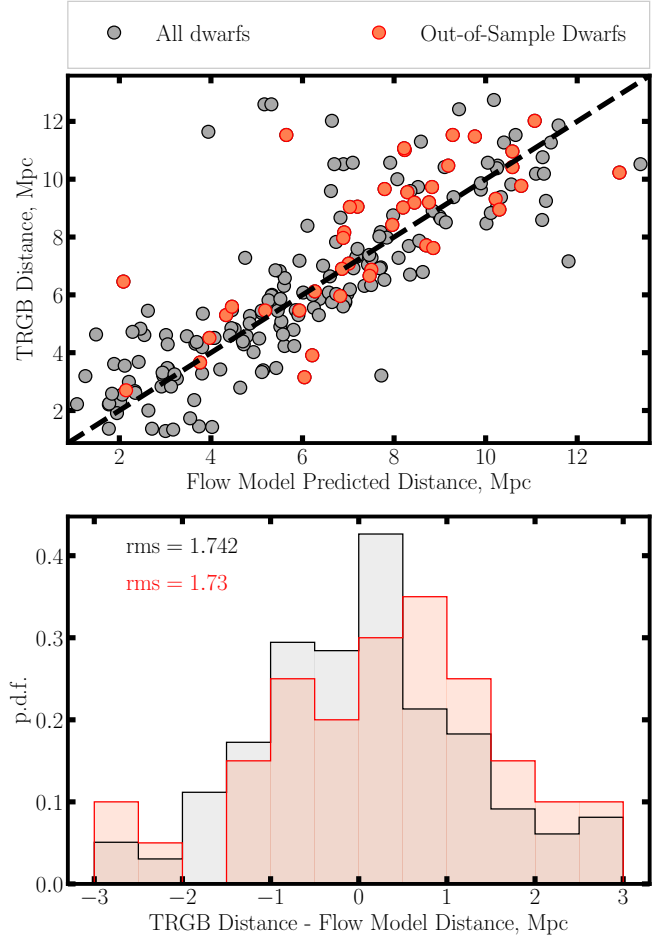 All dwarfs
Out-of-Sample Dwarfs
12
10
8
6
4
2
TRGB Distance, Mpc
2 4 6 8 10 12
Flow Model Predicted Distance, Mpc
rms = 1.742
rms = 1.73
0.4
0.3
0.2
0.1
0.0
p.d.f.
−3 −2 −1 0 1 2 3
TRGB Distance - Flow Model Distance, Mpc